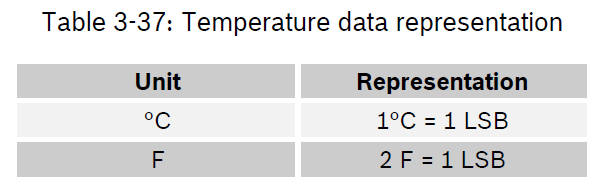 Table 3-37: Temperature data representation
Unit Representation
°C 1°C = 1 LSB
F 2 F = 1 LSB